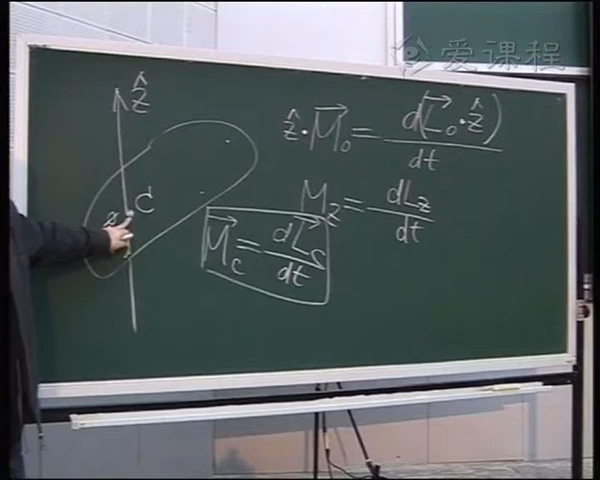 爱课程
ẑ
ẑ·M⃗₀ = d(L⃗₀·ẑ)/dt
C
M_z = dL_z/dt
M⃗_c = dL⃗_c/dt